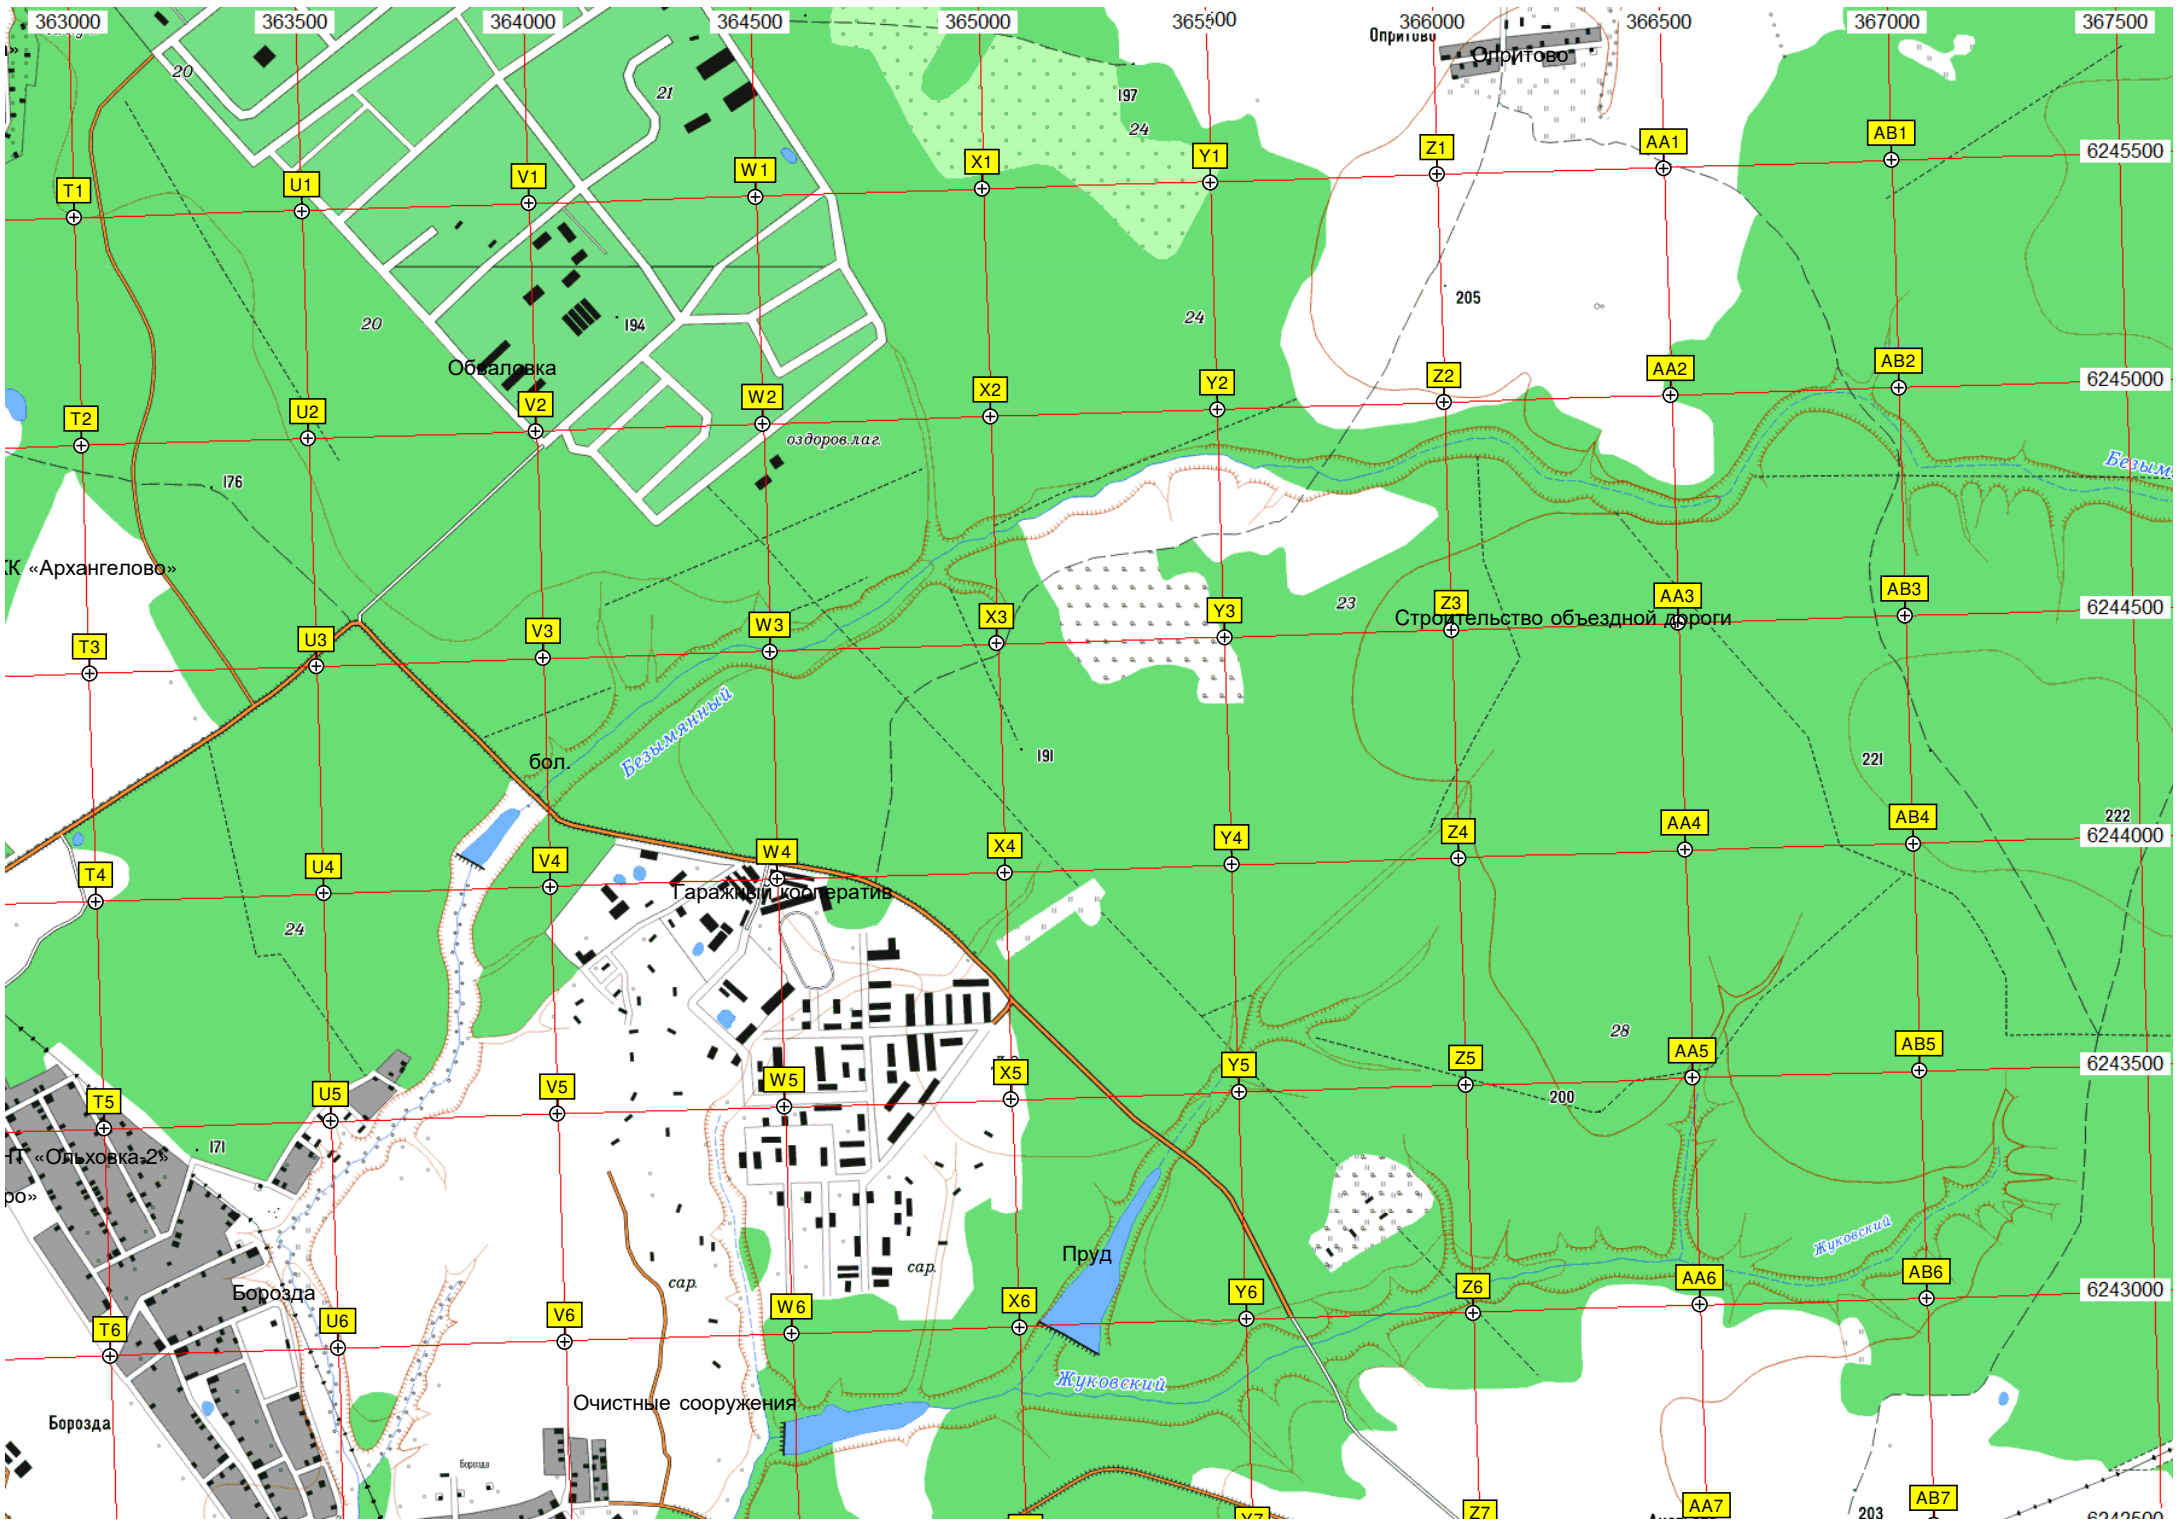 363000 363500 364000 364500 365000 365500 366000 366500 367000 367500
Опритово
Опритово
20
21
197
24
6245500
T1 U1 V1 W1 X1 Y1 Z1 AA1 AB1
205
20
194
24
Обваловка
6245000
T2 U2 V2 W2 X2 Y2 Z2 AA2 AB2
оздоров.лаг.
Безым
176
КК «Архангелово»
23
6244500
T3 U3 V3 W3 X3 Y3 Z3 AA3 AB3
Строительство объездной дороги
Безымянный
бол.
191
221
222
6244000
T4 U4 V4 W4 X4 Y4 Z4 AA4 AB4
Гаражный кооператив
24
28
6243500
T5 U5 V5 W5 X5 Y5 Z5 AA5 AB5
200
171
НТ «Ольховка-2»
ро»
Жуковский
Пруд
сар.
сар.
Борозда
6243000
T6 U6 V6 W6 X6 Y6 Z6 AA6 AB6
Жуковский
Очистные сооружения
Борозда
Борозда
Y7 Z7 AA7 AB7
203
6242500